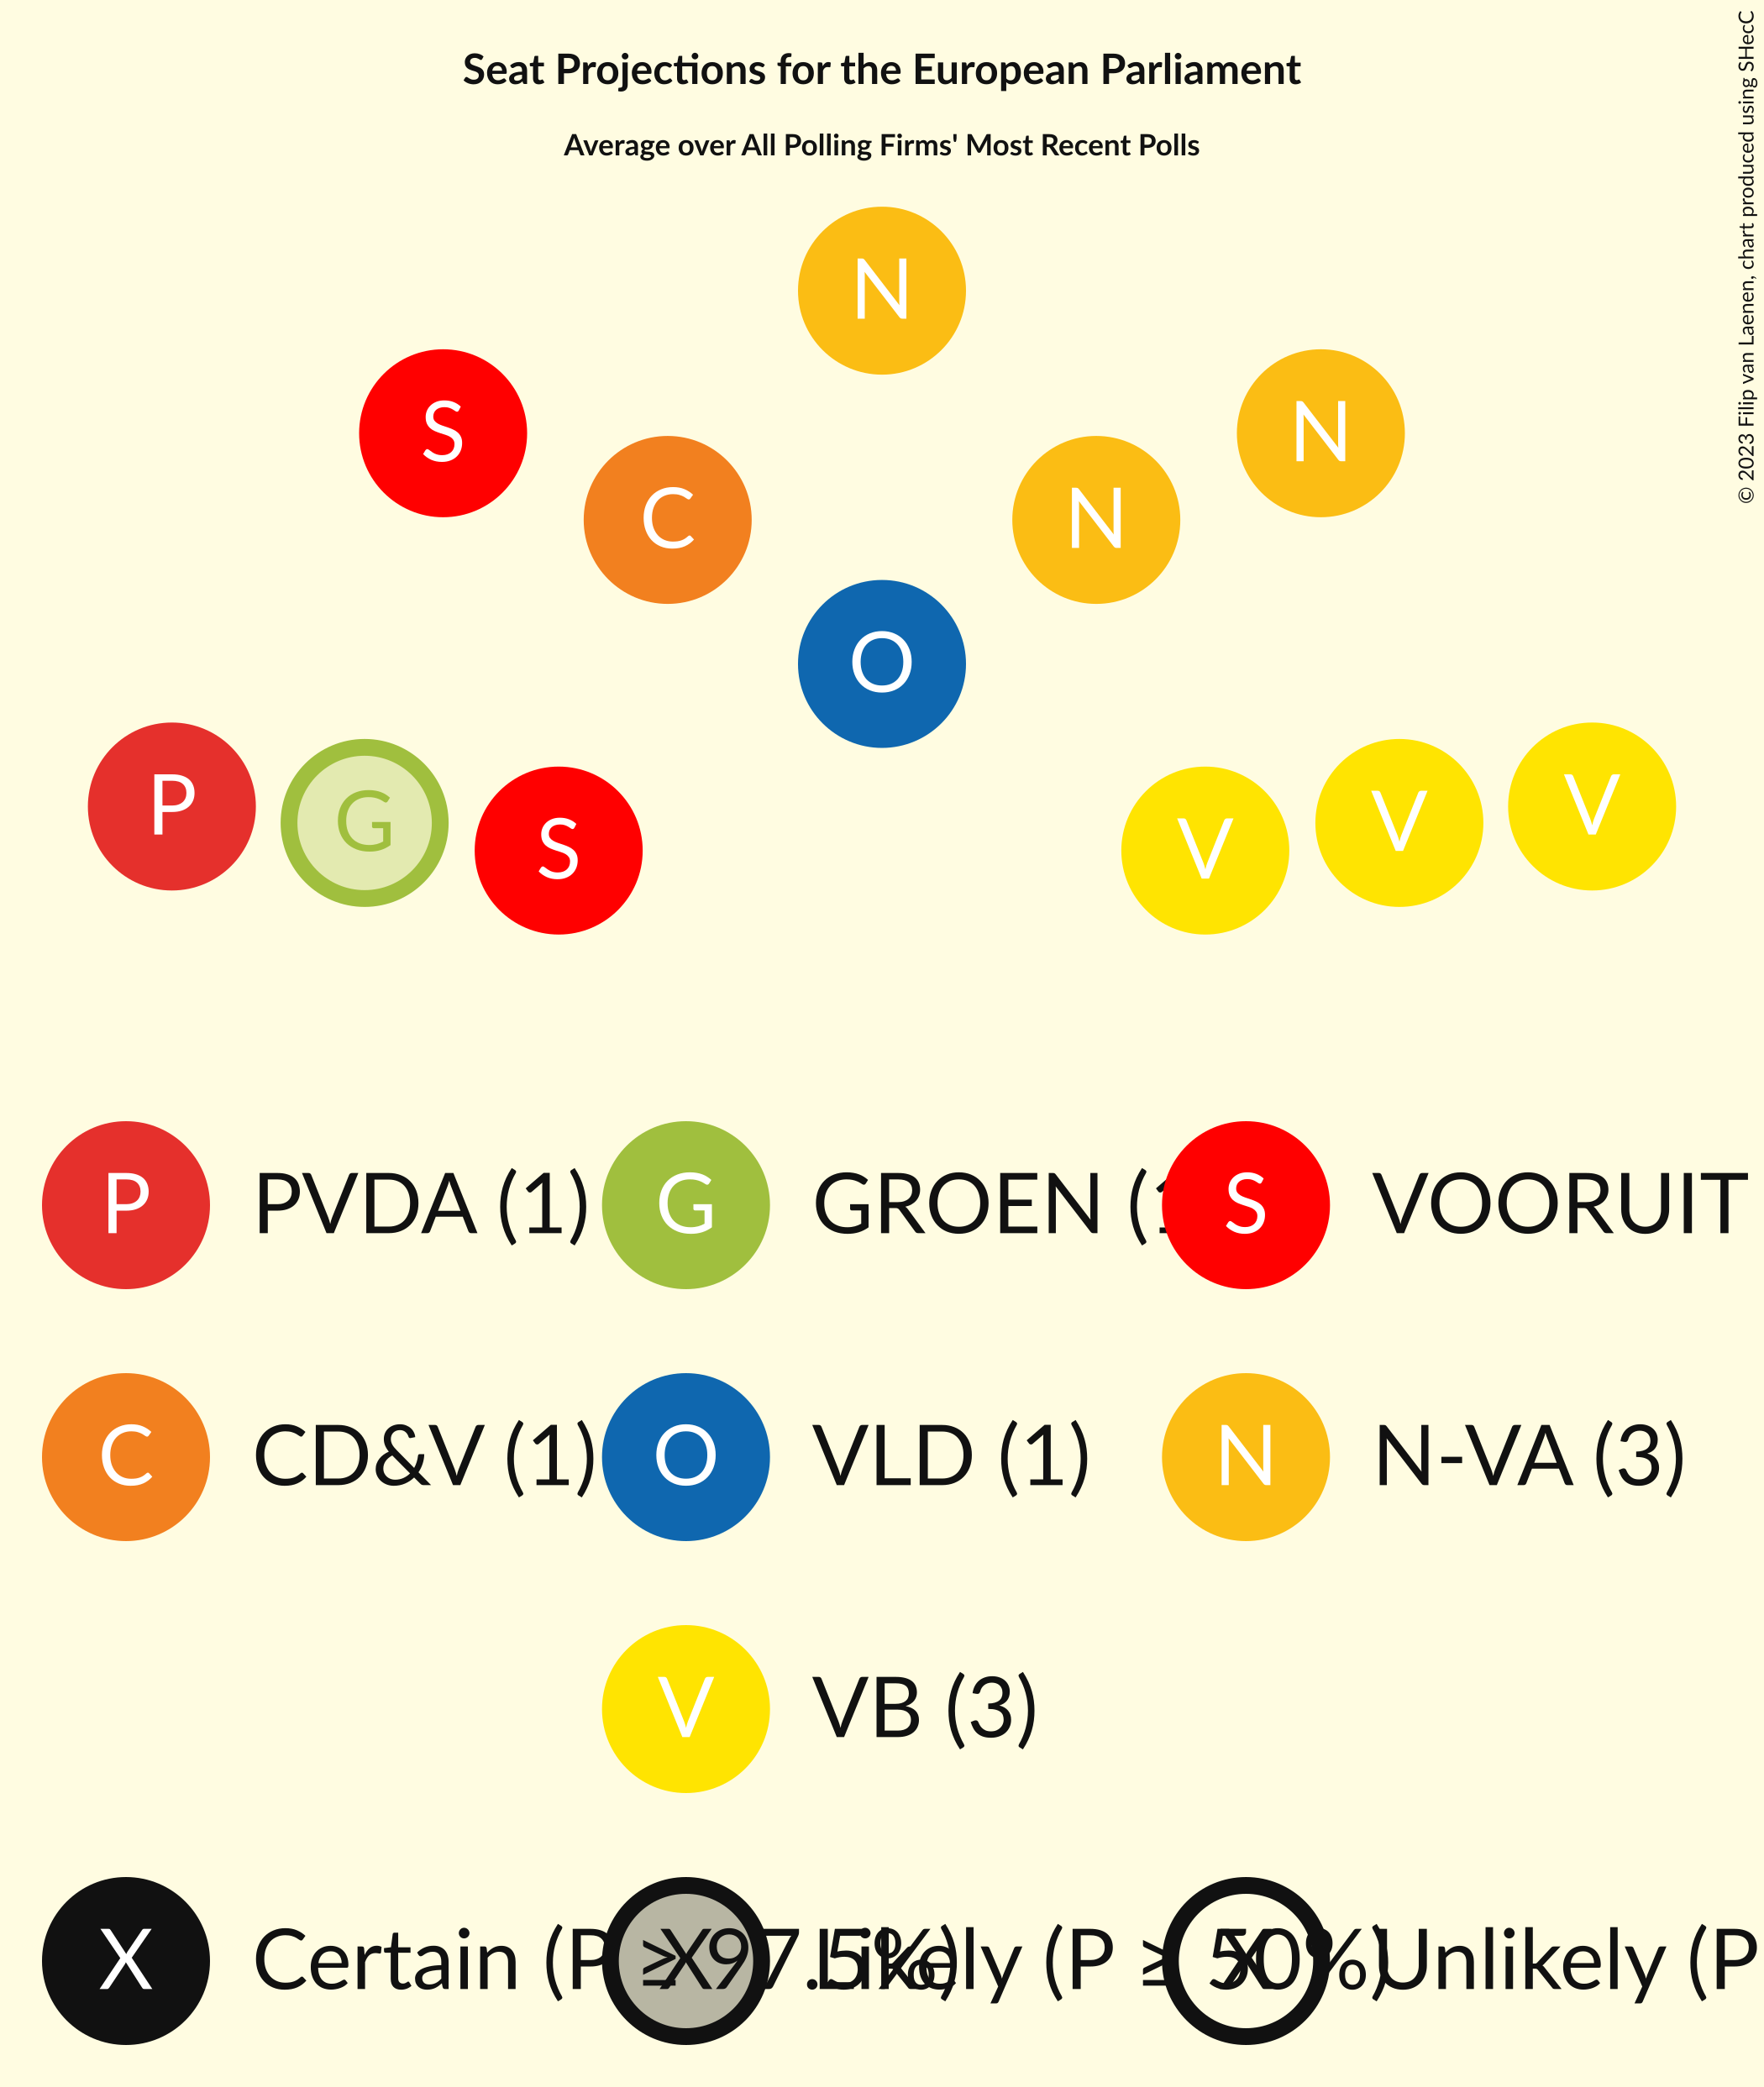 Seat Projections for the European Parliament
Average over All Polling Firms' Most Recent Polls
© 2023 Filip van Laenen, chart produced using SHecC
N
S
N
C
N
O
P
G
S
V
V
V
P PVDA (1) G GROEN ( S VOORUIT
C CD&V (1) O VLD (1) N N-VA (3)
V VB (3)
X Certain (P ≥ 97.5%) X Likely (P ≥ 50%) X Unlikely (P